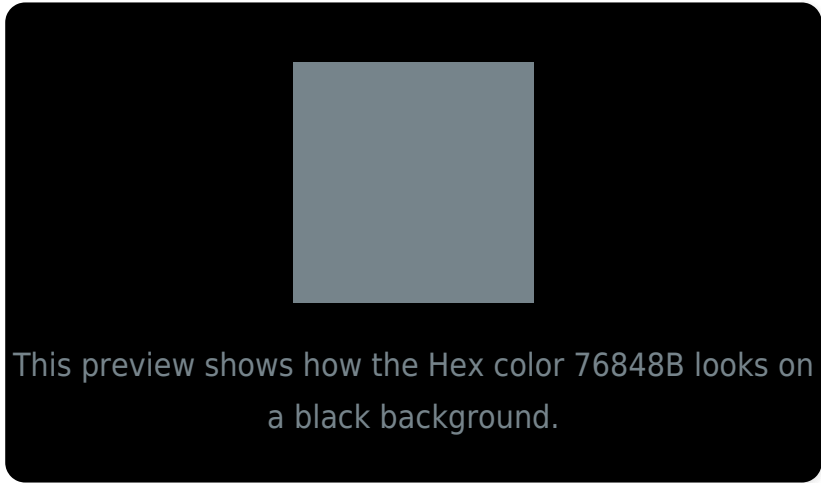 This preview shows how the Hex color 76848B looks on
a black background.